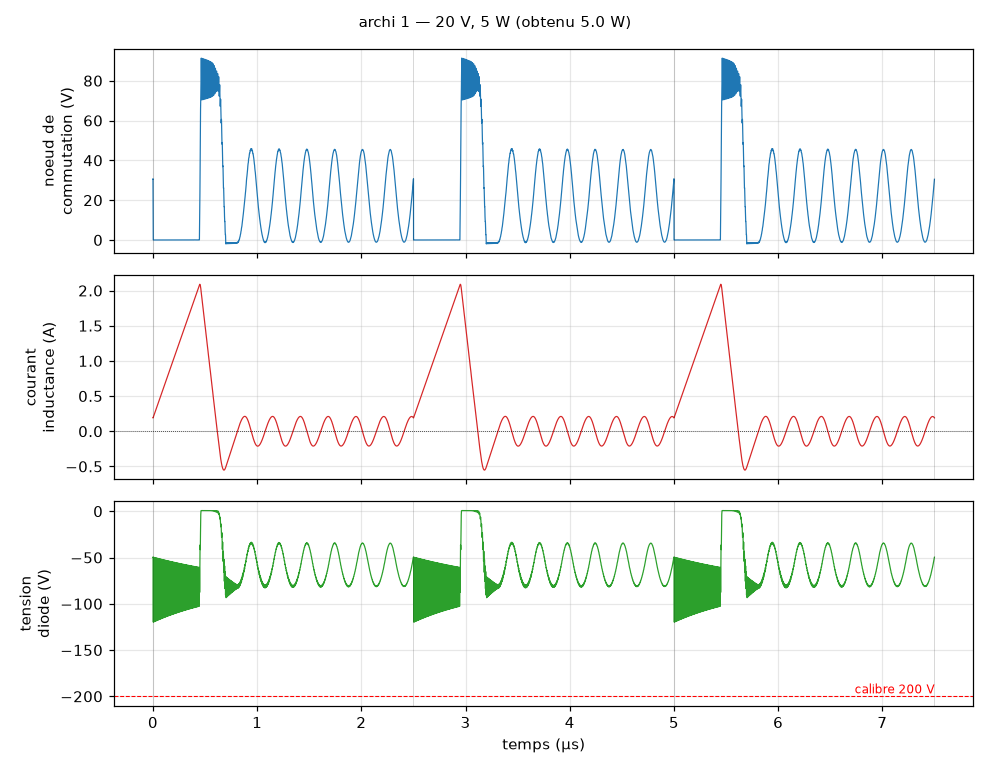 archi 1 — 20 V, 5 W (obtenu 5.0 W)
noeud de
commutation (V)
80
60
40
20
0
courant
inductance (A)
2.0
1.5
1.0
0.5
0.0
−0.5
tension
diode (V)
0
−50
−100
−150
−200
calibre 200 V
0 1 2 3 4 5 6 7
temps (µs)